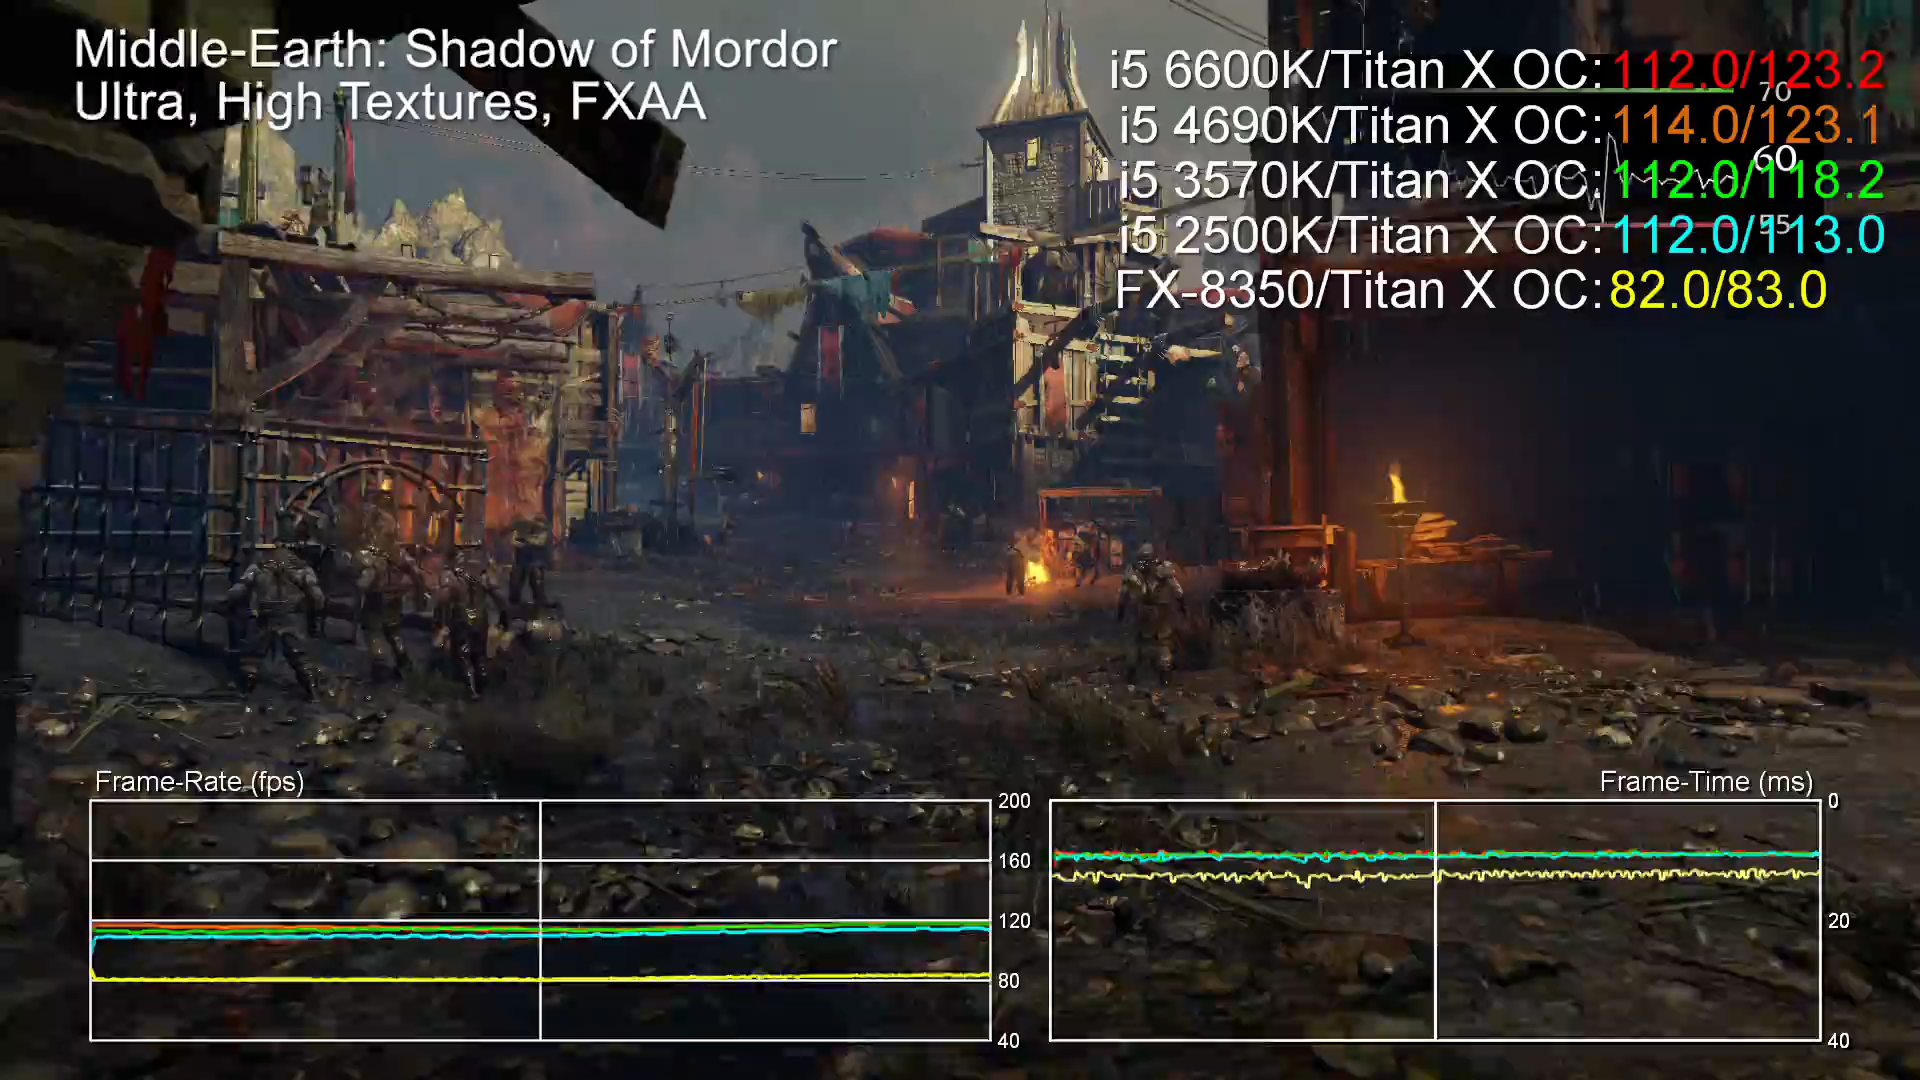 Middle-Earth: Shadow of Mordor
Ultra, High Textures, FXAA
i5 6600K/Titan X OC: 112.0/123.2
70
i5 4690K/Titan X OC: 114.0/123.1
60
i5 3570K/Titan X OC: 112.0/118.2
55
i5 2500K/Titan X OC: 112.0/113.0
FX-8350/Titan X OC: 82.0/83.0
Frame-Rate (fps)
200
160
120
80
40
Frame-Time (ms)
0
20
40